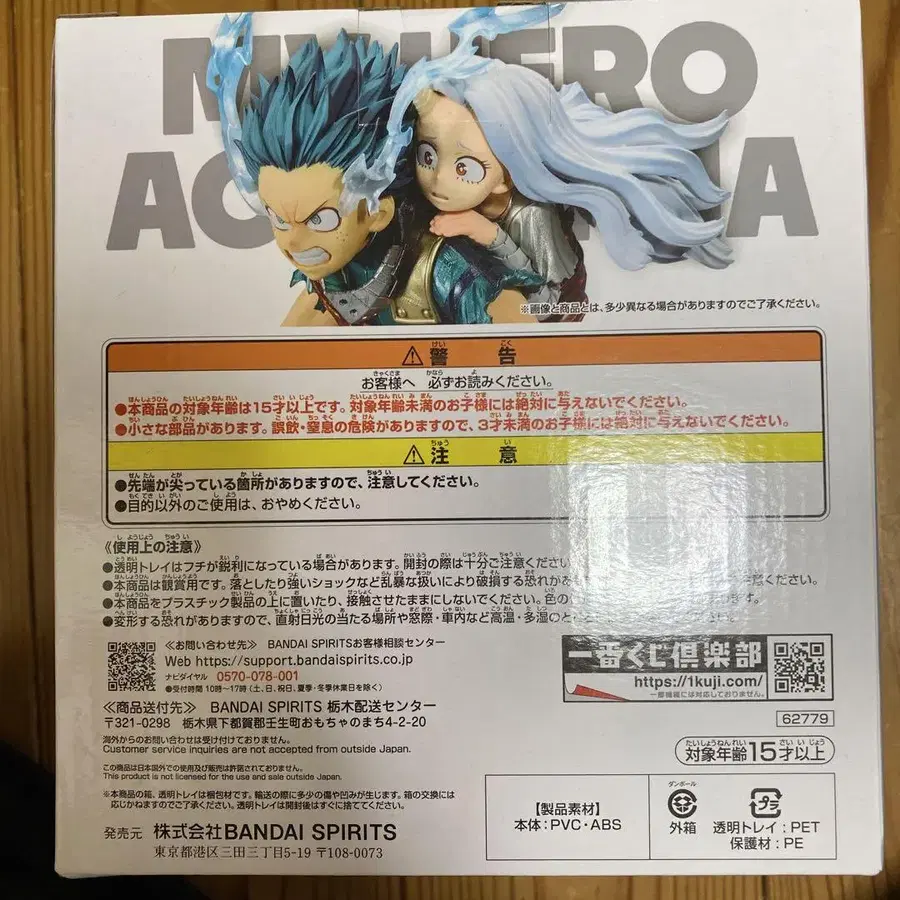 MY HERO
ACADEMIA
※画像と商品とは、多少異なる場合がありますのでご了承ください。
⚠警告
お客様へ 必ずお読みください。
●本商品の対象年齢は15才以上です。対象年齢未満のお子様には絶対に与えないでください。
●小さな部品があります。誤飲・窒息の危険がありますので、3才未満のお子様には絶対に与えないでください。
⚠注意
●先端が尖っている箇所がありますので、注意してください。
●目的以外のご使用は、おやめください。
《使用上の注意》
●透明トレイはフチが鋭利になっている場合があります。開封の際は十分ご注意くださ
●本商品は観賞用です。落としたり強いショックなど乱暴な扱いにより破損する恐れがあ 意ください。
●本商品をプラスチック製品の上に置いたり、接触させたままにしないでください。色の ます。
●変形する恐れがありますので、直射日光の当たる場所や窓際・車内など高温・多湿の
《お問い合わせ先》 BANDAI SPIRITSお客様相談センター
Web https://support.bandaispirits.co.jp
ナビダイヤル 0570-078-001
●受付時間 10時〜17時(土、日、祝日、夏季・冬季休業日を除く)
《商品送付先》 BANDAI SPIRITS 栃木配送センター
〒321-0298 栃木県下都賀郡壬生町おもちゃのまち4-2-20
海外からのお問い合わせは受け付けておりません。
Customer service inquiries are not accepted from outside Japan.
この商品は日本国外での使用及び販売は許諾されておりません。
This product is not licensed for the use and sale outside Japan.
※本商品の箱、透明トレイは梱包材です。輸送の際に多少の傷や凹みが生じます。箱の交換には
応じかねますのでご了承ください。透明トレイは開封後はすぐに捨ててください。
発売元 株式会社BANDAI SPIRITS
東京都港区三田三丁目5-19 〒108-0073
一番くじ倶楽部
https://1kuji.com/
一部機種には対応しておりません。
62779
対象年齢15才以上
【製品素材】
本体：PVC・ABS
ダンボール
外箱
プラ
透明トレイ：PET
保護材：PE